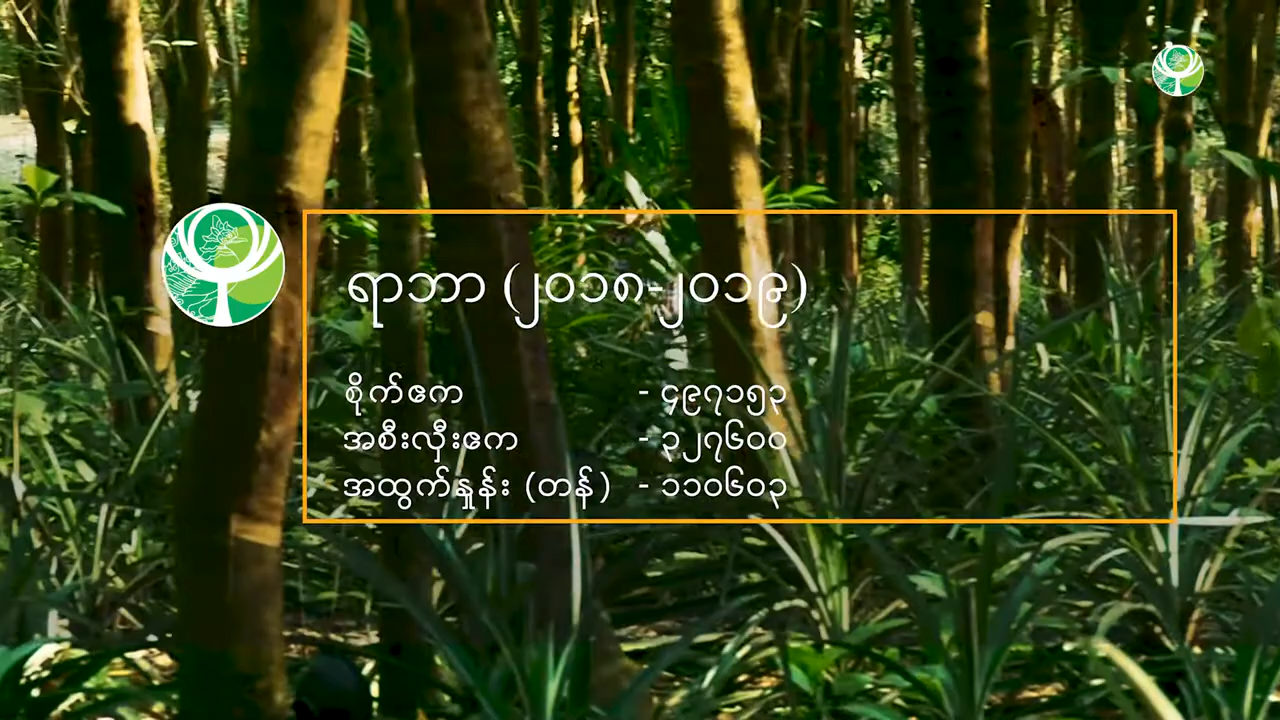 ရာဘာ (၂၀၁၈-၂၀၁၉)
စိုက်ဧက - ၄၉၇၁၅၃
အစီးလှီးဧက - ၃၂၇၆၀၀
အထွက်နှုန်း (တန်) - ၁၁၀၆၀၃